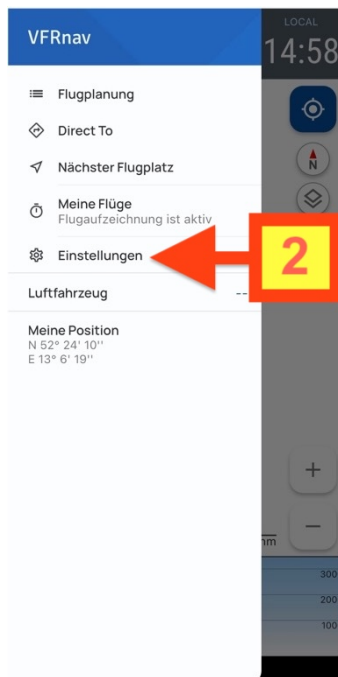 VFRnav
LOCAL
14:58
Flugplanung
Direct To
Nächster Flugplatz
N
Meine Flüge
Flugaufzeichnung ist aktiv
Einstellungen
2
Luftfahrzeug --
Meine Position
N 52° 24' 10''
E 13° 6' 19''
+
−
nm
300
200
100